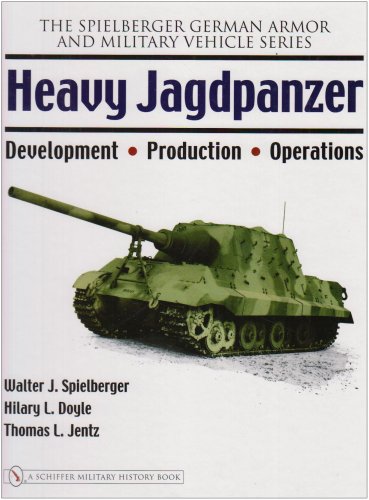 THE SPIELBERGER GERMAN ARMOR
AND MILITARY VEHICLE SERIES
Heavy Jagdpanzer
Development • Production • Operations
Walter J. Spielberger
Hilary L. Doyle
Thomas L. Jentz
A SCHIFFER MILITARY HISTORY BOOK